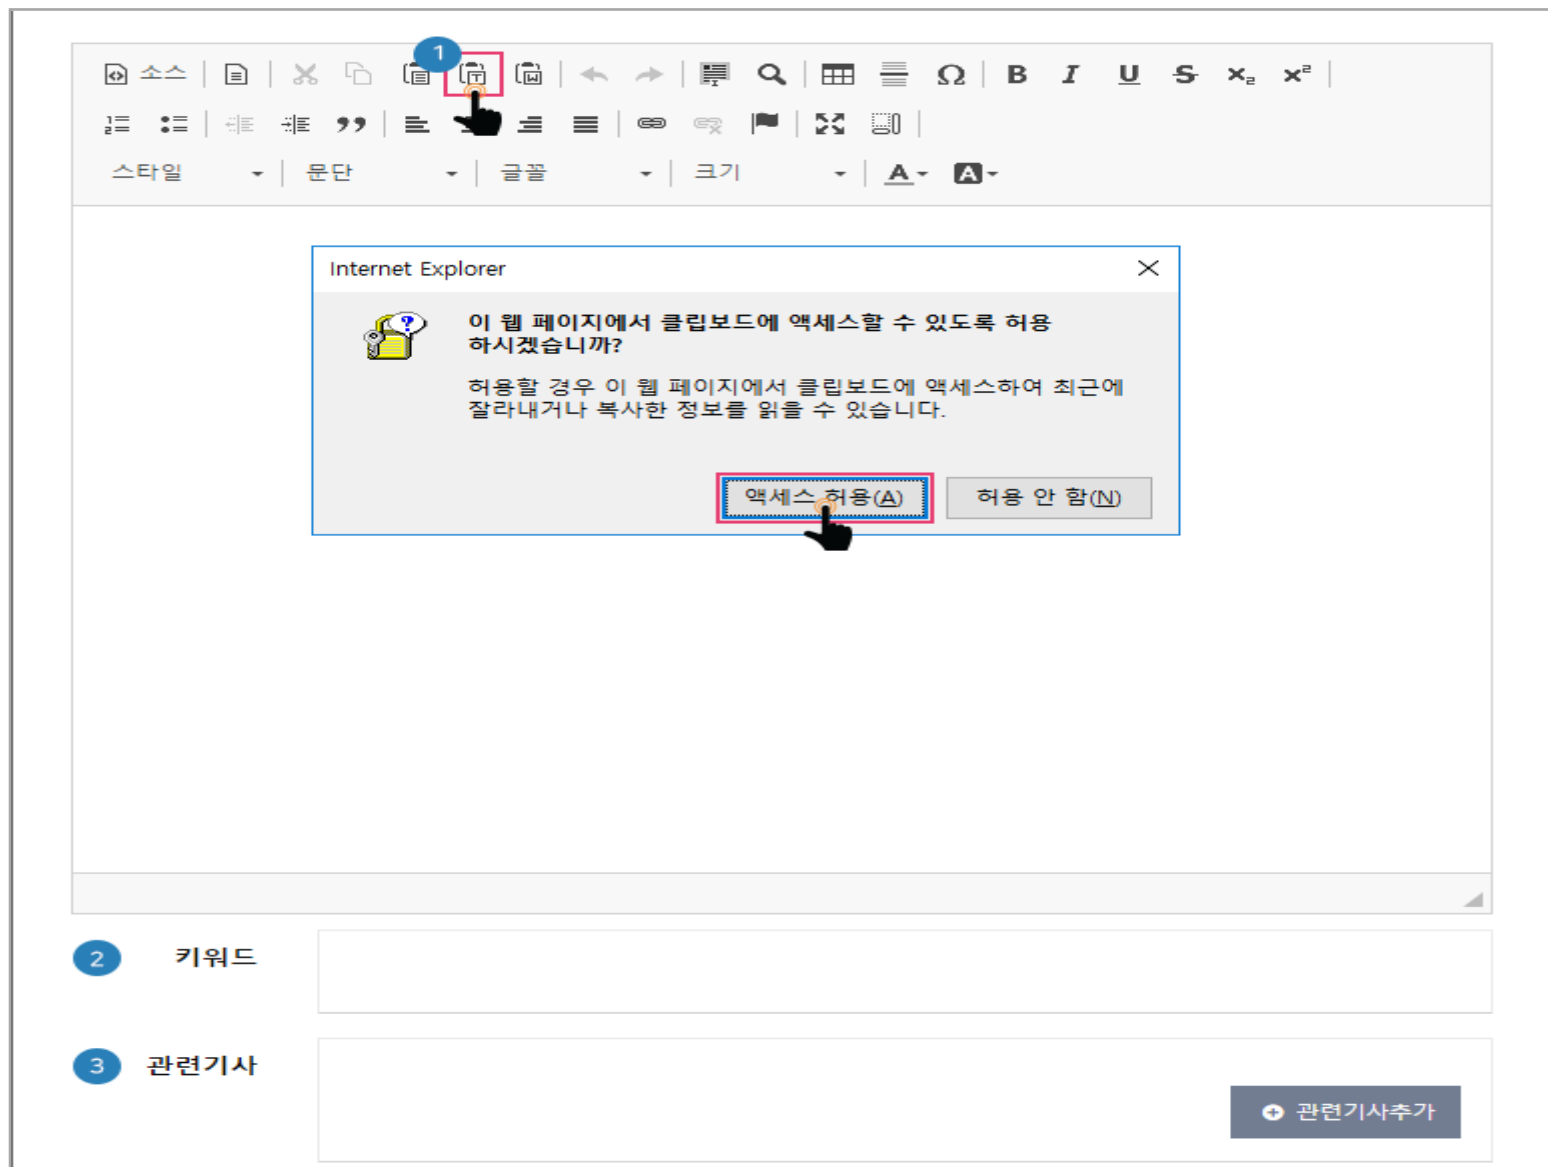 1
소스
Ω B I U S ×₂ ×²
스타일 문단 글꼴 크기 A A
Internet Explorer
이 웹 페이지에서 클립보드에 액세스할 수 있도록 허용
하시겠습니까?
허용할 경우 이 웹 페이지에서 클립보드에 액세스하여 최근에
잘라내거나 복사한 정보를 읽을 수 있습니다.
액세스 허용(A) 허용 안 함(N)
2 키워드
3 관련기사
관련기사추가